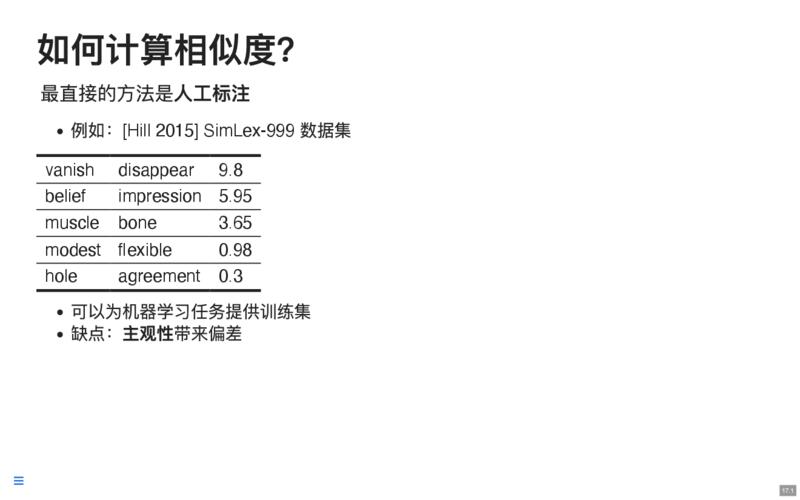 如何计算相似度?
最直接的方法是人工标注
• 例如：[Hill 2015] SimLex-999 数据集
vanish disappear 9.8
belief impression 5.95
muscle bone 3.65
modest flexible 0.98
hole agreement 0.3
• 可以为机器学习任务提供训练集
• 缺点：主观性带来偏差
17.1